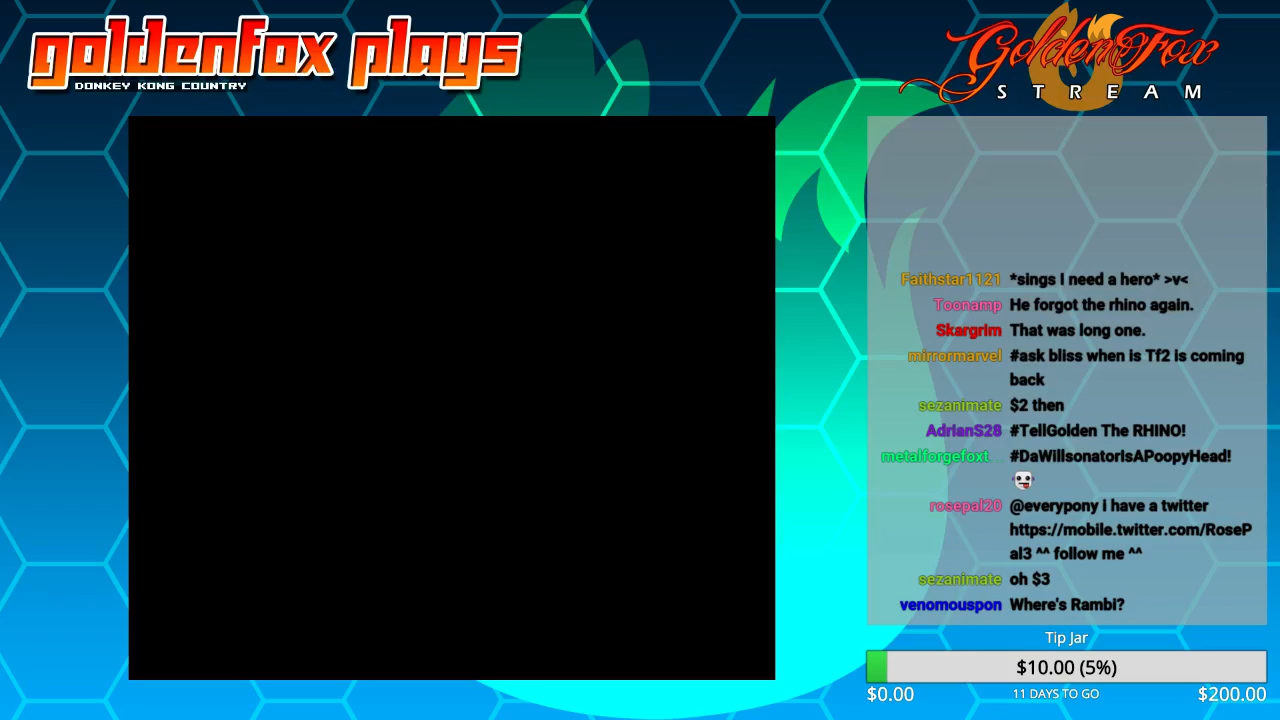 goldenfox plays
DONKEY KONG COUNTRY
GoldenFox
STREAM
Faithstar1121 *sings I need a hero* >v<
Toonamp He forgot the rhino again.
Skargrim That was long one.
mirrormarvel #ask bliss when is Tf2 is coming
back
sezanimate $2 then
AdrianS28 #TellGolden The RHINO!
metalforgefoxt... #DaWillsonatorIsAPoopyHead!
rosepal20 @everypony i have a twitter
https://mobile.twitter.com/RoseP
al3 ^^ follow me ^^
sezanimate oh $3
venomouspon Where's Rambi?
Tip Jar
$10.00 (5%)
$0.00 11 DAYS TO GO $200.00